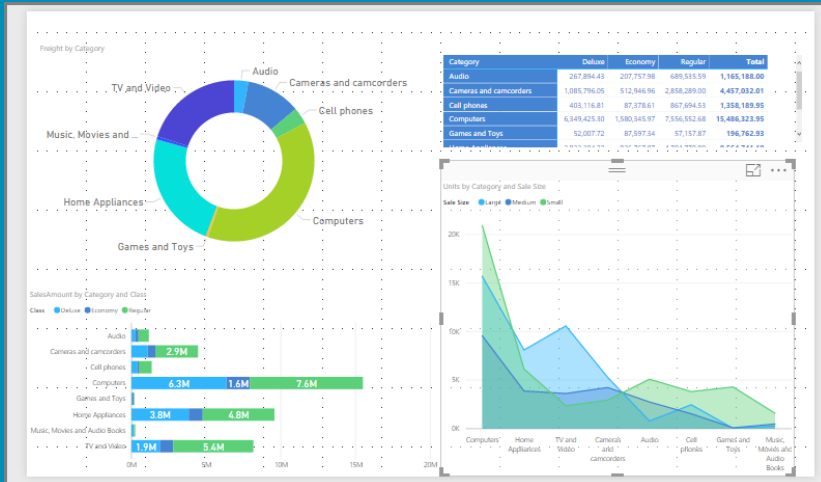 Freight by Category
Audio
Cameras and camcorders
Cell phones
Computers
Games and Toys
Home Appliances
Music, Movies and ...
TV and Video
Category Deluxe Economy Regular Total
Audio 267,894.43 207,757.98 689,535.59 1,165,188.00
Cameras and camcorders 1,085,796.05 512,946.96 2,858,289.00 4,457,032.01
Cell phones 403,116.81 87,378.61 867,694.53 1,358,189.95
Computers 6,349,425.30 1,580,345.97 7,556,552.68 15,486,323.95
Games and Toys 52,007.72 87,597.34 57,157.87 196,762.93
Units by Category and Sale Size
Sale Size Large Medium Small
20K
15K
10K
5K
0K
Computers
Home Appliances
TV and Video
Cameras and camcorders
Audio
Cell phones
Games and Toys
Music, Movies and Audio Books
SalesAmount by Category and Class
Class Deluxe Economy Regular
Audio
Cameras and camcorders 2.9M
Cell phones
Computers 6.3M 1.6M 7.6M
Games and Toys
Home Appliances 3.8M 4.8M
Music, Movies and Audio Books
TV and Video 1.9M 5.4M
0M 5M 10M 15M 20M